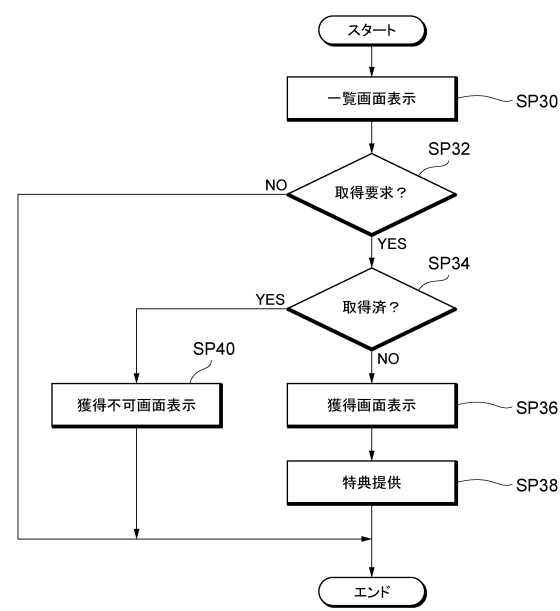 スタート
一覧画面表示
SP30
SP32
取得要求？
NO
YES
SP34
取得済？
YES
NO
SP40
獲得不可画面表示
獲得画面表示
SP36
特典提供
SP38
エンド